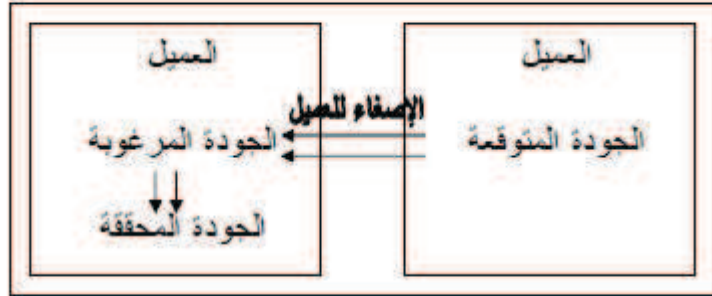 العميل
الجودة المتوقعة
الإصغاء للعميل
العميل
الجودة المرغوبة
الجودة المحققة